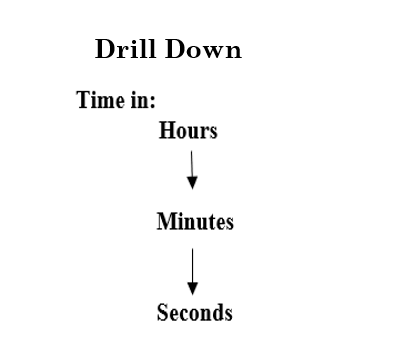 Drill Down
Time in:
Hours
Minutes
Seconds